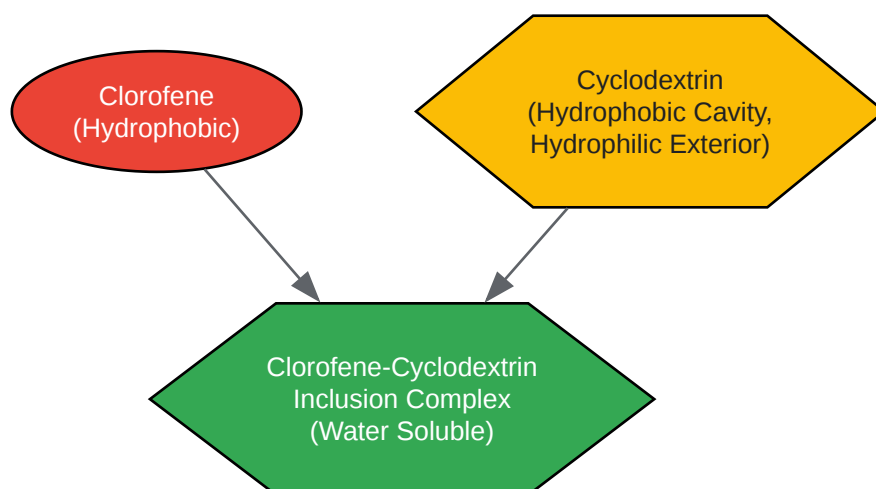 Clorofene
(Hydrophobic)
Cyclodextrin
(Hydrophobic Cavity,
Hydrophilic Exterior)
Clorofene-Cyclodextrin
Inclusion Complex
(Water Soluble)